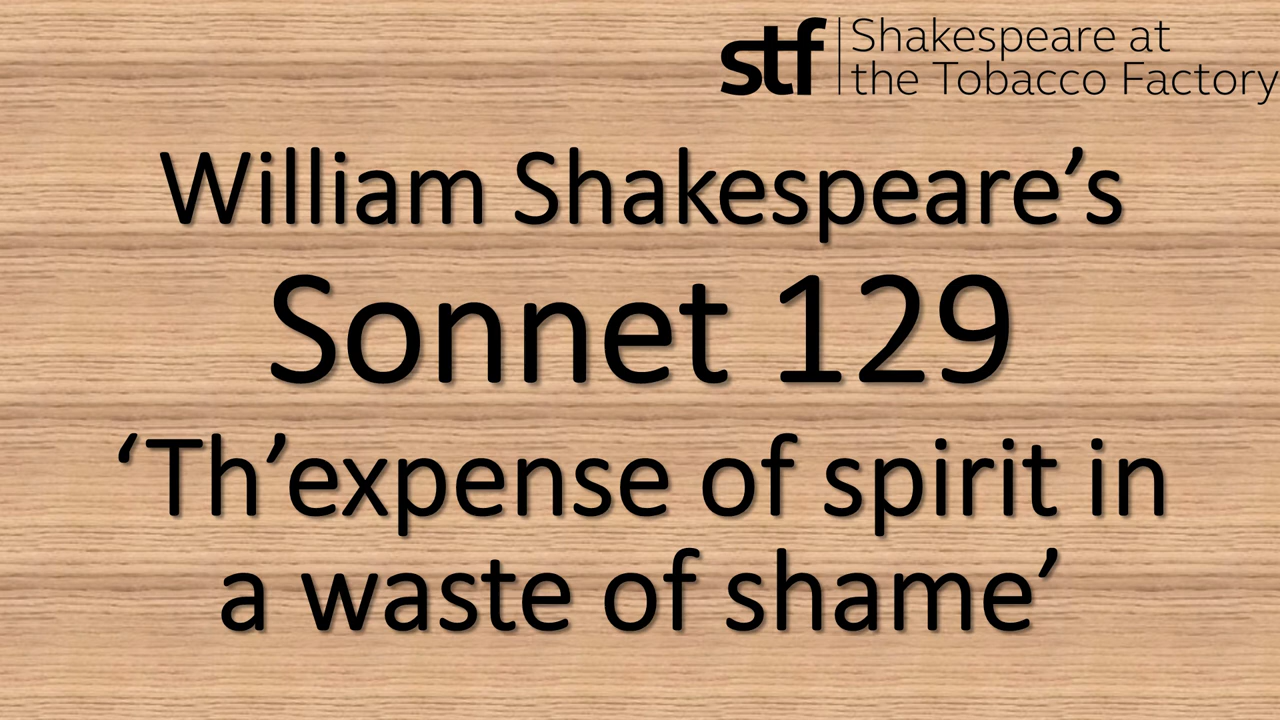 stf
Shakespeare at
the Tobacco Factory
William Shakespeare’s
Sonnet 129
‘Th’expense of spirit in
a waste of shame’